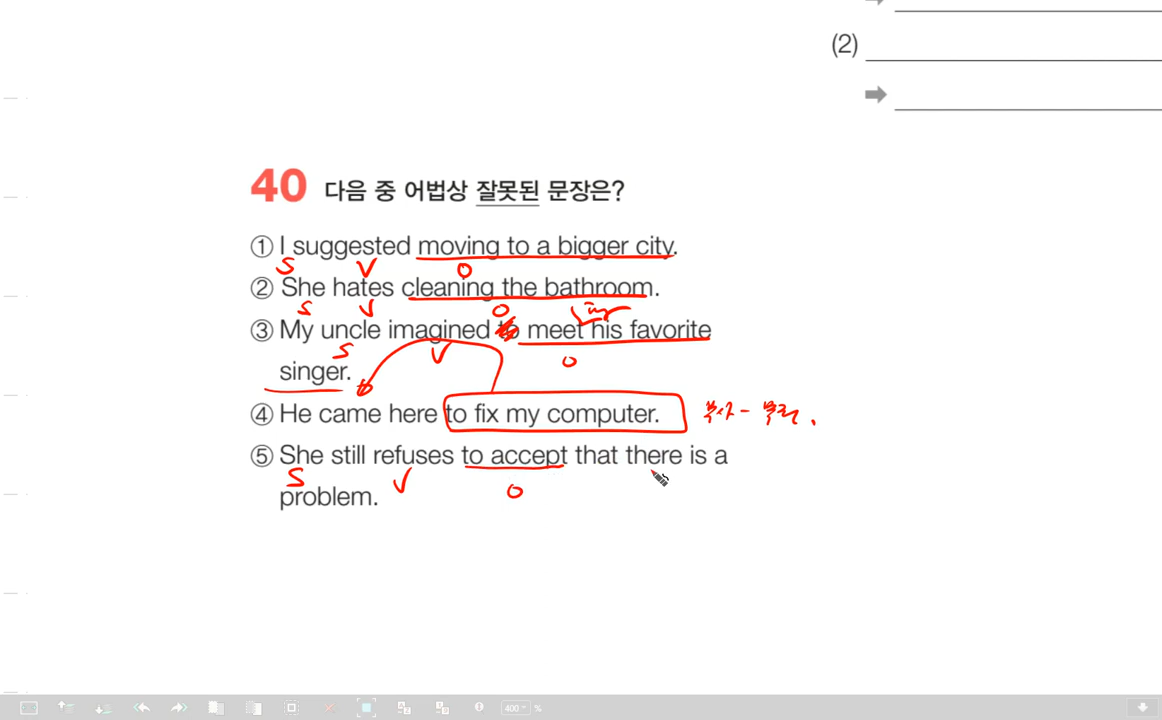 (2)
40 다음 중 어법상 잘못된 문장은?
① I suggested moving to a bigger city.
S V O
② She hates cleaning the bathroom.
S V O
ing
③ My uncle imagined to meet his favorite
S V O
singer.
④ He came here to fix my computer.
⑤ She still refuses to accept that there is a
S V O
problem.
400 %